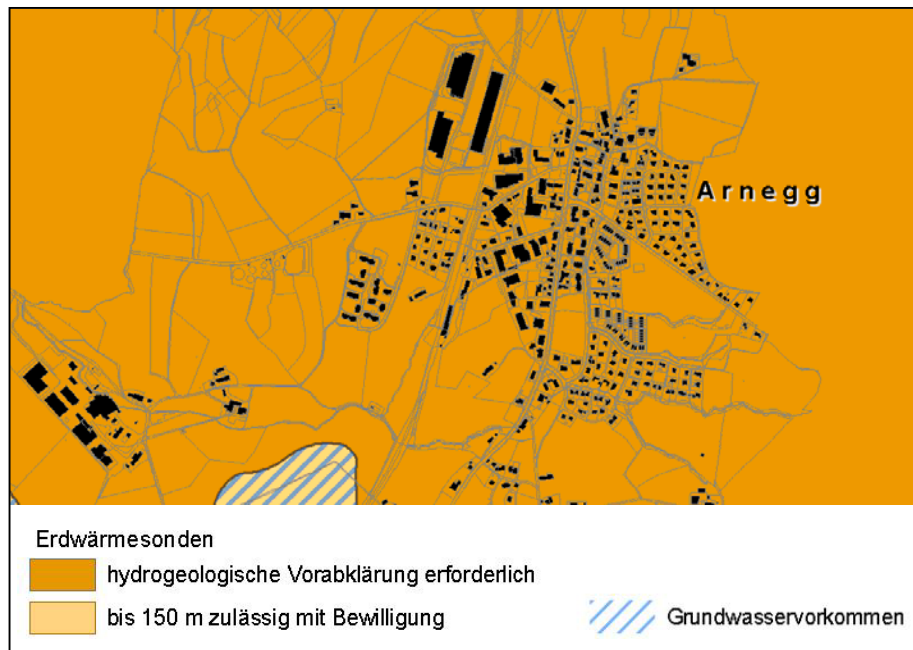 Arnegg
Erdwärmesonden
hydrogeologische Vorabklärung erforderlich
bis 150 m zulässig mit Bewilligung
Grundwasservorkommen